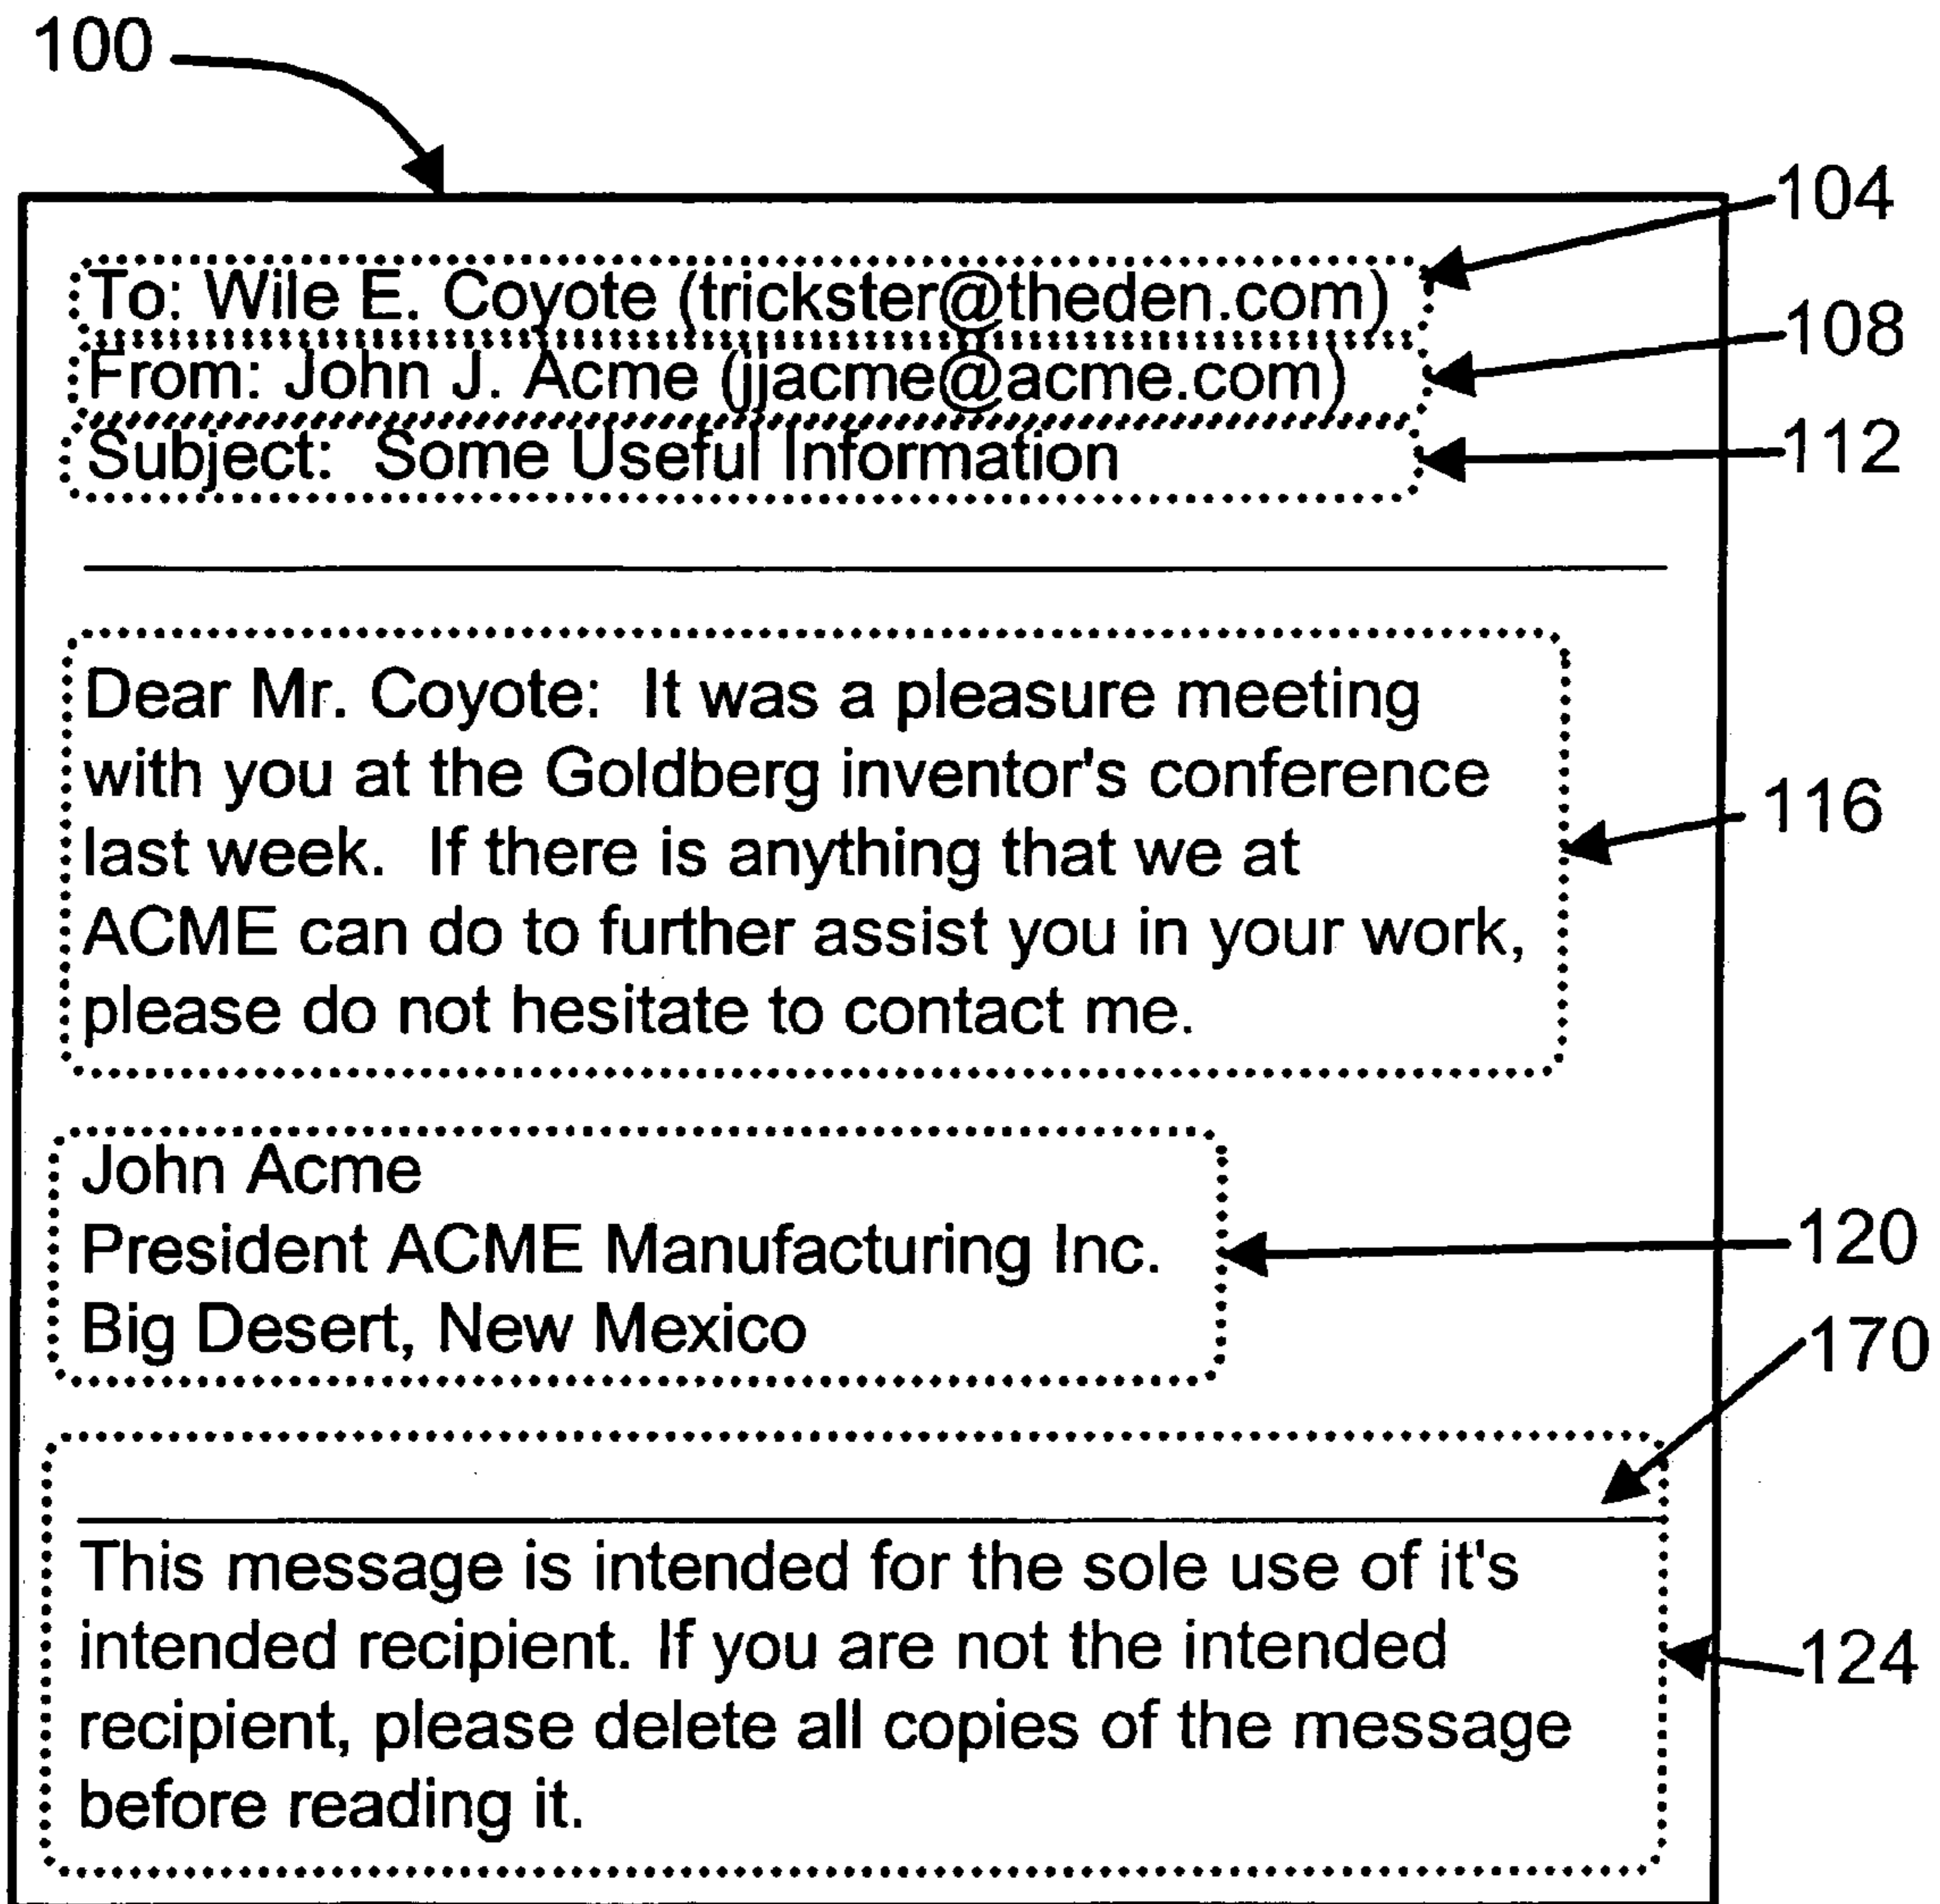 100
104
To: Wile E. Coyote (trickster@theden.com)
108
From: John J. Acme (jjacme@acme.com)
112
Subject: Some Useful Information
Dear Mr. Coyote: It was a pleasure meeting
with you at the Goldberg inventor's conference
116
last week. If there is anything that we at
ACME can do to further assist you in your work,
please do not hesitate to contact me.
John Acme
120
President ACME Manufacturing Inc.
Big Desert, New Mexico
170
This message is intended for the sole use of it's
intended recipient. If you are not the intended
124
recipient, please delete all copies of the message
before reading it.